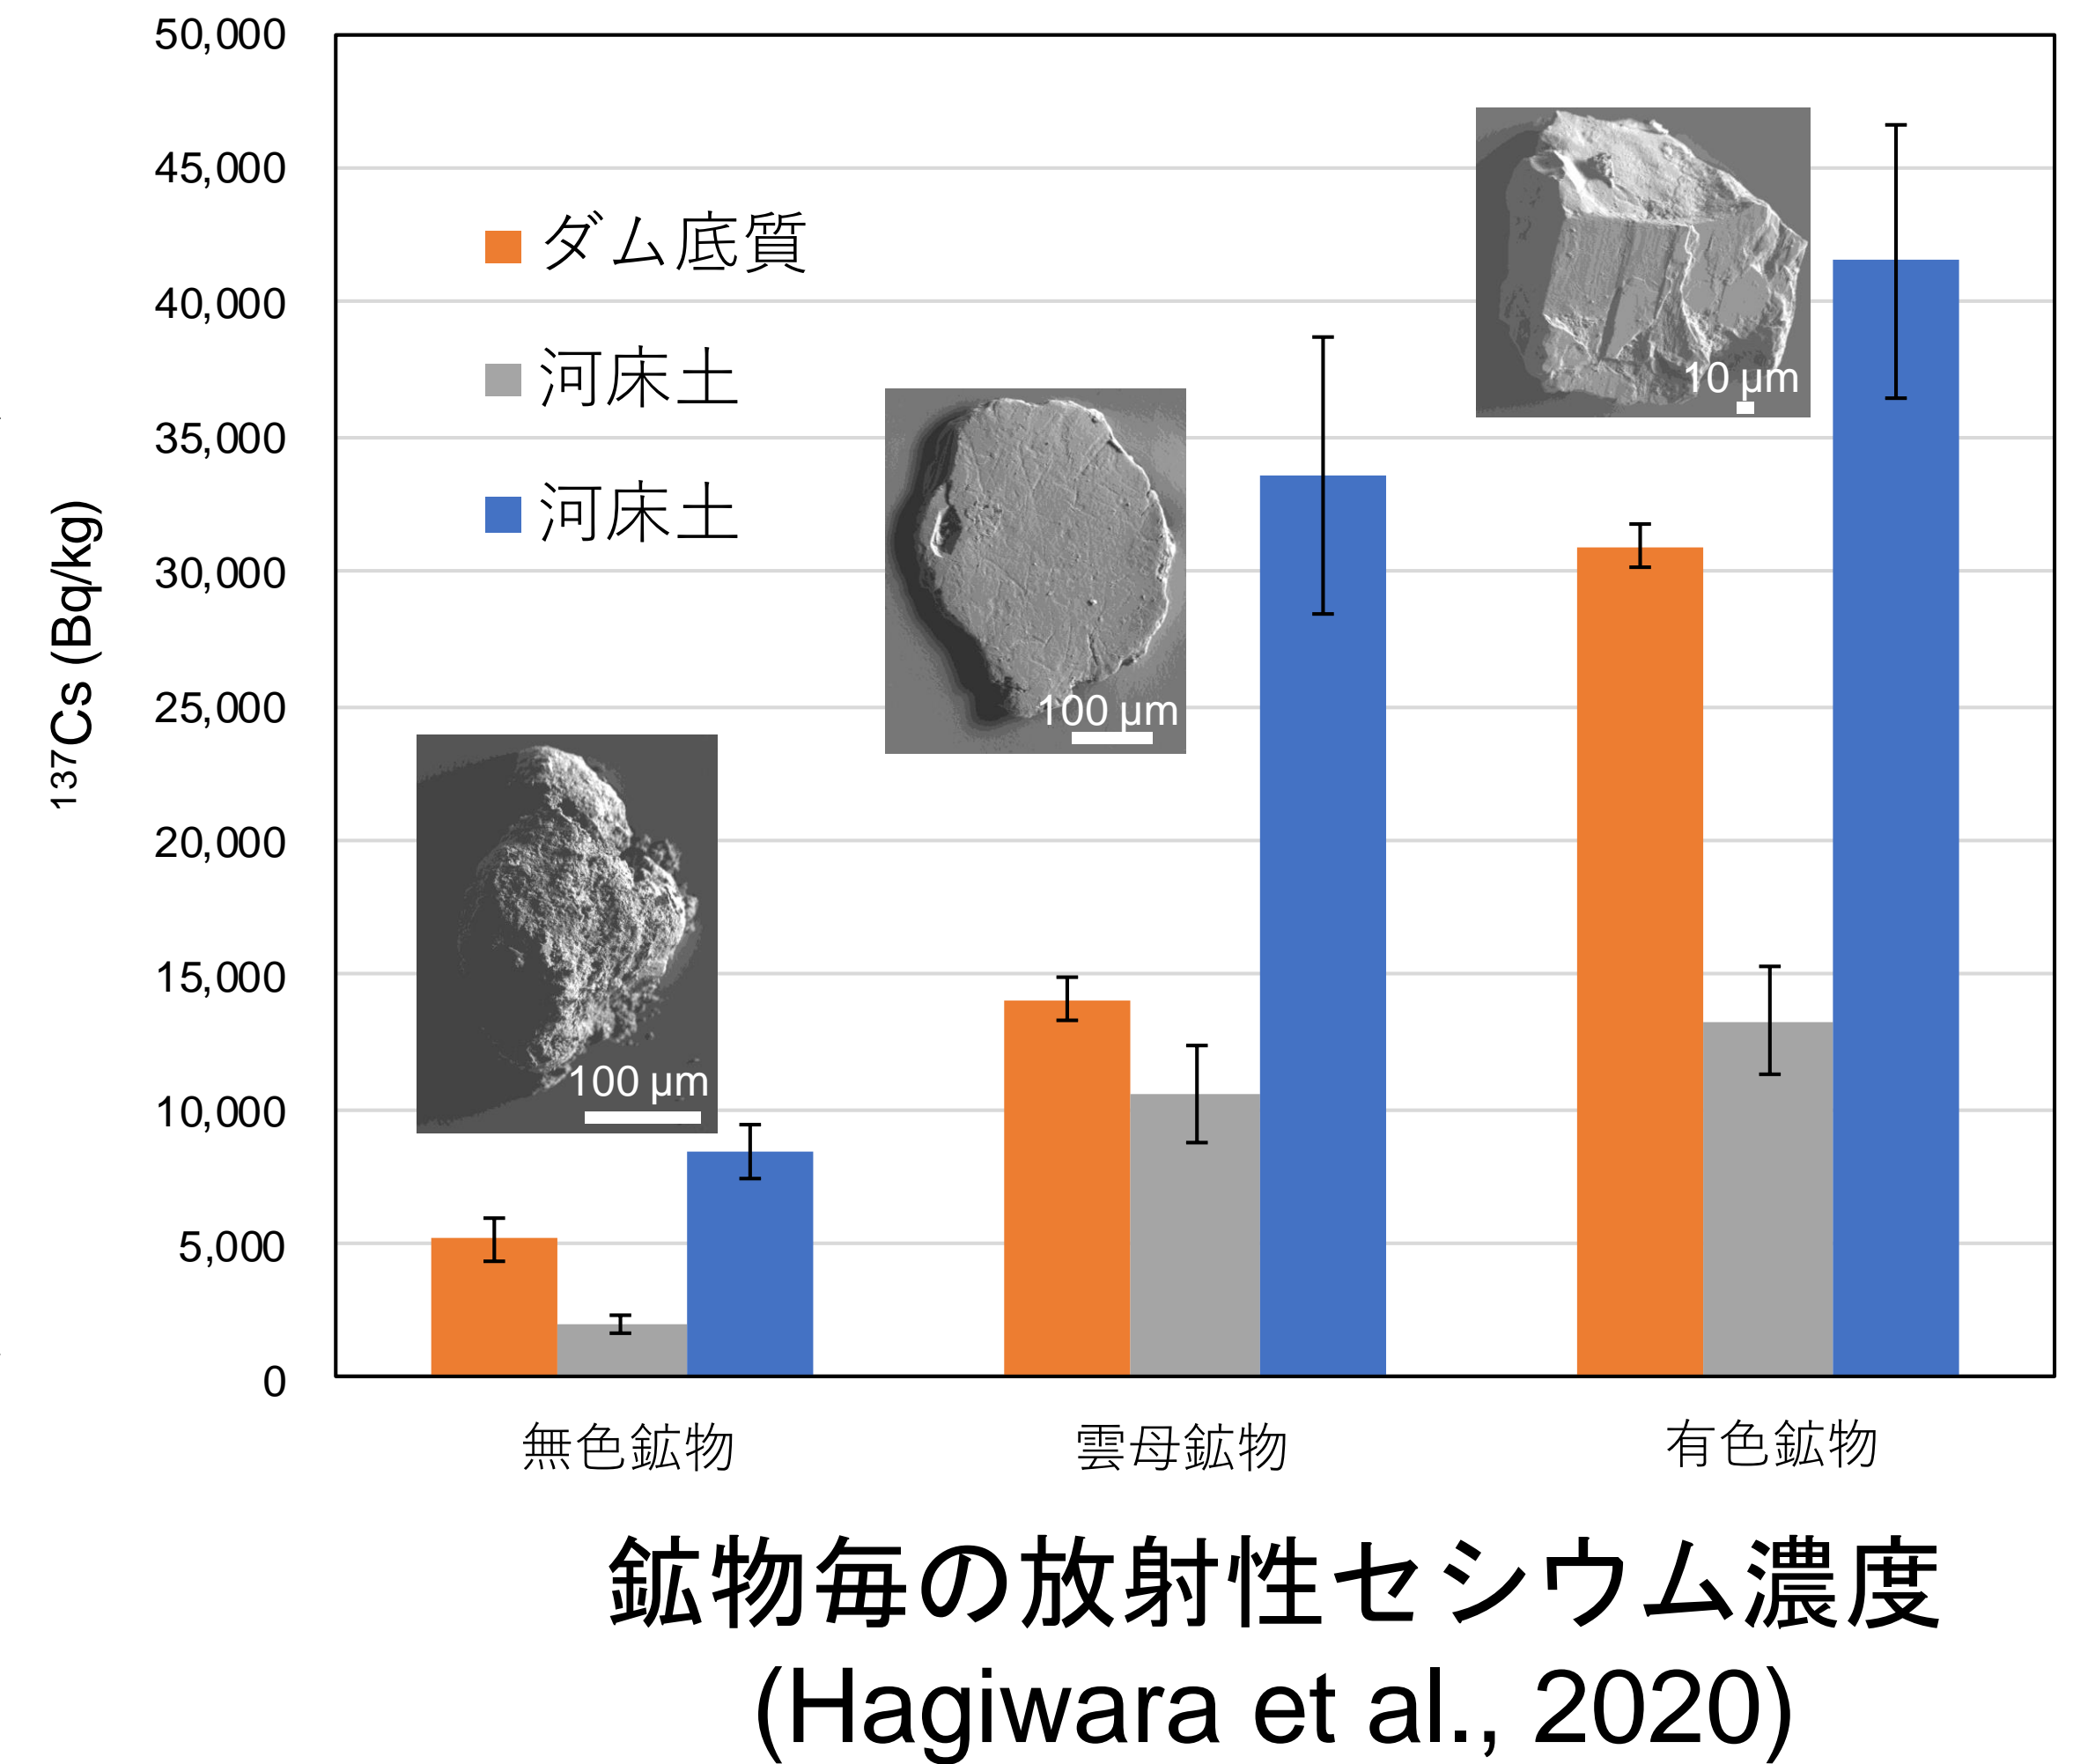 50,000
45,000
40,000
35,000
30,000
25,000
20,000
15,000
10,000
5,000
0
¹³⁷Cs (Bq/kg)
ダム底質
河床土
河床土
100 μm
100 μm
10 μm
無色鉱物 雲母鉱物 有色鉱物
鉱物毎の放射性セシウム濃度
(Hagiwara et al., 2020)